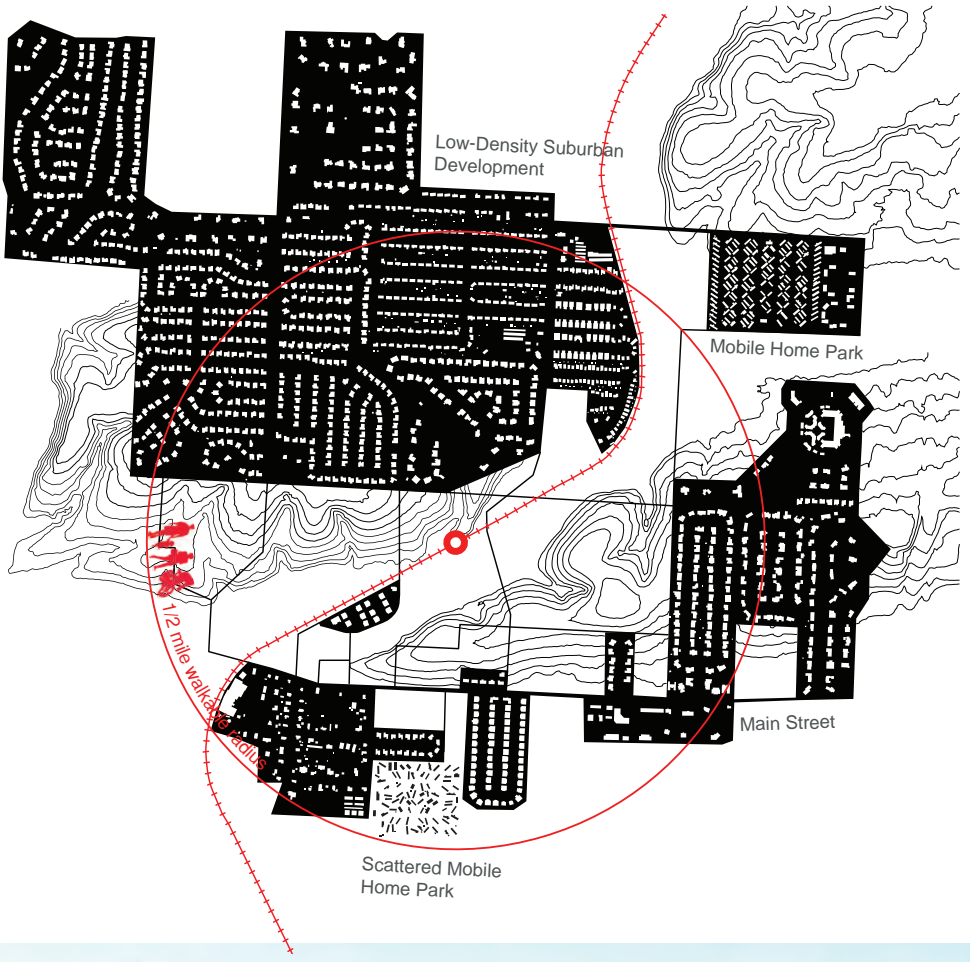 Low-Density Suburban
Development
Mobile Home Park
1/2 mile walkable radius
Main Street
Scattered Mobile
Home Park